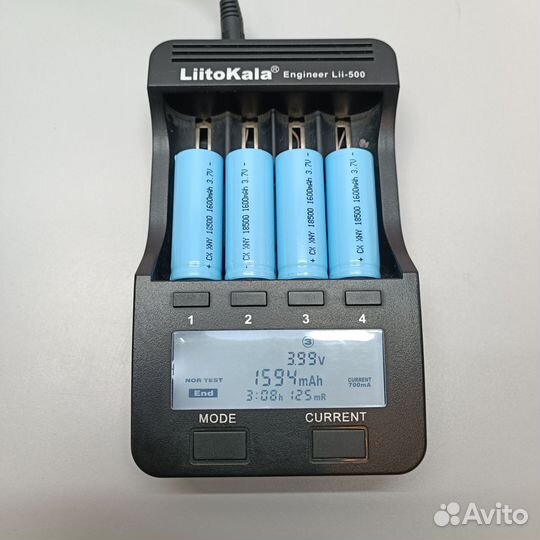 LiitoKala® Engineer Lii-500
+ CX XNY 18500 1600mAh 3.7V -
+ CX XNY 18500 1600mAh 3.7V -
+ CX XNY 18500 1600mAh 3.7V -
+ CX XNY 18500 1600mAh 3.7V -
1 2 3 4
3
3.99V
NOR TEST 1594mAh CURRENT 700mA
End 3:08h 125mR
MODE CURRENT
Avito